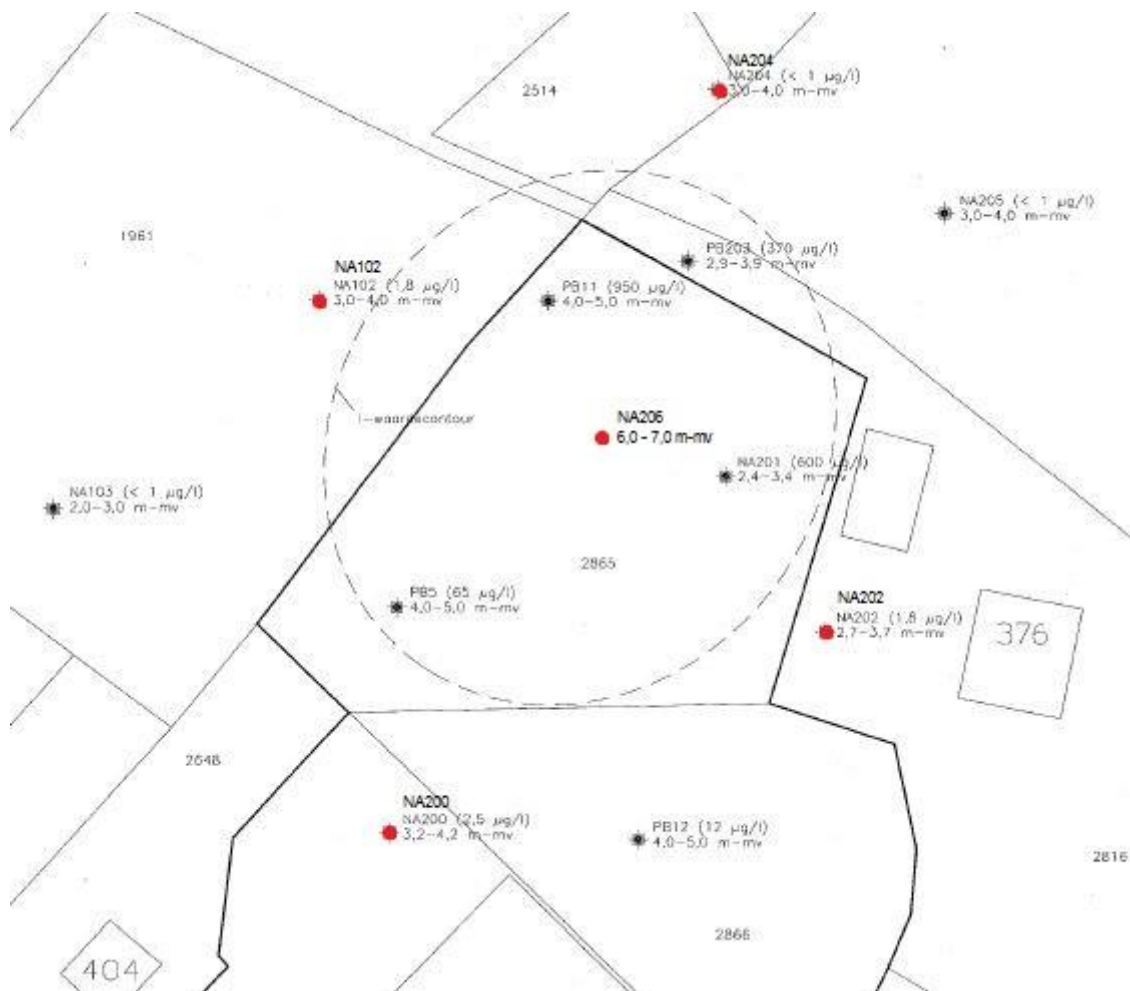 NA204
NA204 (< 1 µg/l)
3,0-4,0 m-mv
2514
NA205 (< 1 µg/l)
3,0-4,0 m-mv
1961
PB203 (370 µg/l)
2,9-3,9 m-mv
NA102
NA102 (1,8 µg/l)
3,0-4,0 m-mv
PB11 (950 µg/l)
4,0-5,0 m-mv
I-waardecontour
NA206
6,0 - 7,0 m-mv
NA201 (600 µg/l)
2,4-3,4 m-mv
NA103 (< 1 µg/l)
2,0-3,0 m-mv
2865
PB5 (65 µg/l)
4,0-5,0 m-mv
NA202
NA202 (1,8 µg/l)
2,7-3,7 m-mv
376
2648
NA200
NA200 (2,5 µg/l)
3,2-4,2 m-mv
PB12 (12 µg/l)
4,0-5,0 m-mv
2816
2866
404